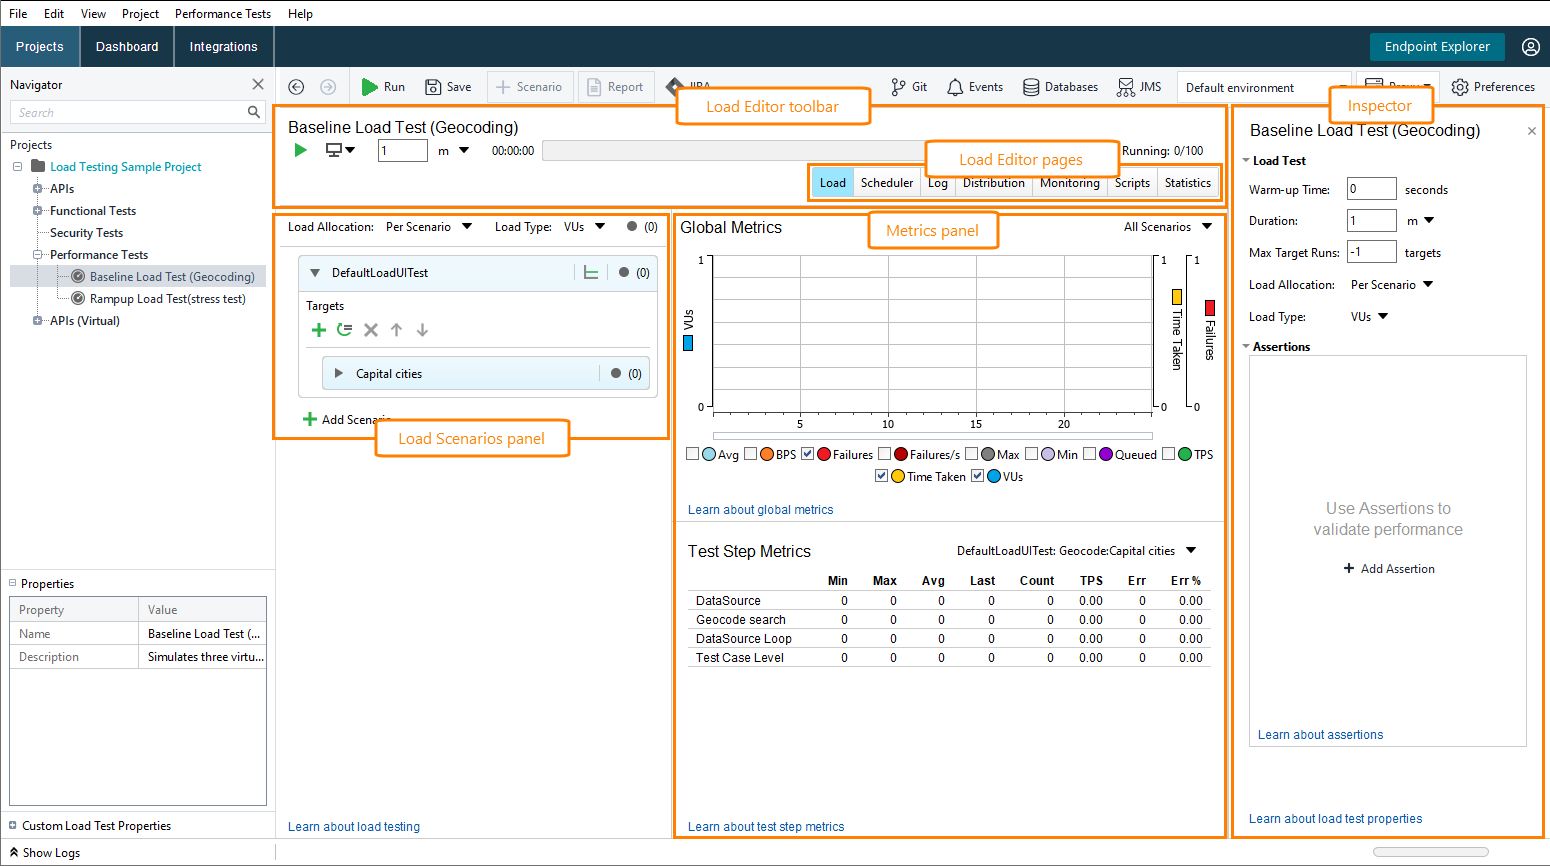 File Edit View Project Performance Tests Help
Projects Dashboard Integrations Endpoint Explorer
Navigator
Search
Run Save Scenario Report Git Events Databases JMS Default environment Preferences
Load Editor toolbar
Inspector
Projects
Load Testing Sample Project
APIs
Functional Tests
Security Tests
Performance Tests
Baseline Load Test (Geocoding)
Rampup Load Test(stress test)
APIs (Virtual)
Properties
Property Value
Name Baseline Load Test (...
Description Simulates three virtu...
Custom Load Test Properties
Show Logs
Baseline Load Test (Geocoding)
1 m 00:00:00 Running: 0/100
Load Editor pages
Load Scheduler Log Distribution Monitoring Scripts Statistics
Load Allocation: Per Scenario Load Type: VUs (0)
DefaultLoadUITest (0)
Targets
Capital cities (0)
Add Scenario
Load Scenarios panel
Learn about load testing
Global Metrics
Metrics panel
All Scenarios
1 1 1
VUs Time Taken Failures
0 0 0
5 10 15 20
Avg BPS Failures Failures/s Max Min Queued TPS
Time Taken VUs
Learn about global metrics
Test Step Metrics DefaultLoadUITest: Geocode:Capital cities
Min Max Avg Last Count TPS Err Err %
DataSource 0 0 0 0 0 0.00 0 0.00
Geocode search 0 0 0 0 0 0.00 0 0.00
DataSource Loop 0 0 0 0 0 0.00 0 0.00
Test Case Level 0 0 0 0 0 0.00 0 0.00
Learn about test step metrics
Baseline Load Test (Geocoding)
Load Test
Warm-up Time: 0 seconds
Duration: 1 m
Max Target Runs: -1 targets
Load Allocation: Per Scenario
Load Type: VUs
Assertions
Use Assertions to
validate performance
Add Assertion
Learn about assertions
Learn about load test properties